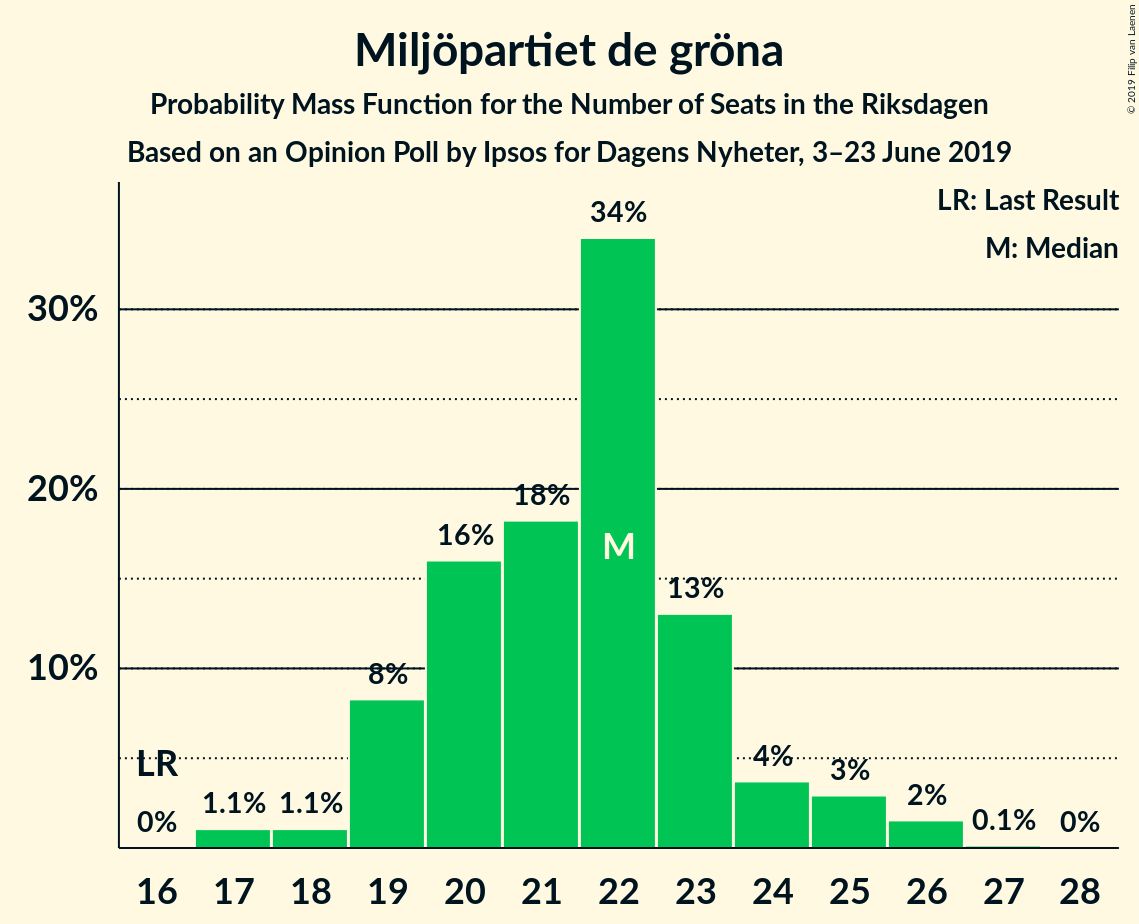 Miljöpartiet de gröna
Probability Mass Function for the Number of Seats in the Riksdagen
Based on an Opinion Poll by Ipsos for Dagens Nyheter, 3–23 June 2019
© 2019 Filip van Laenen
LR: Last Result
M: Median
34%
30%
20%
18%
16%
M
13%
10%
8%
LR
4%
3%
2%
1.1% 1.1%
0%
0.1%
0%
16 17 18 19 20 21 22 23 24 25 26 27 28